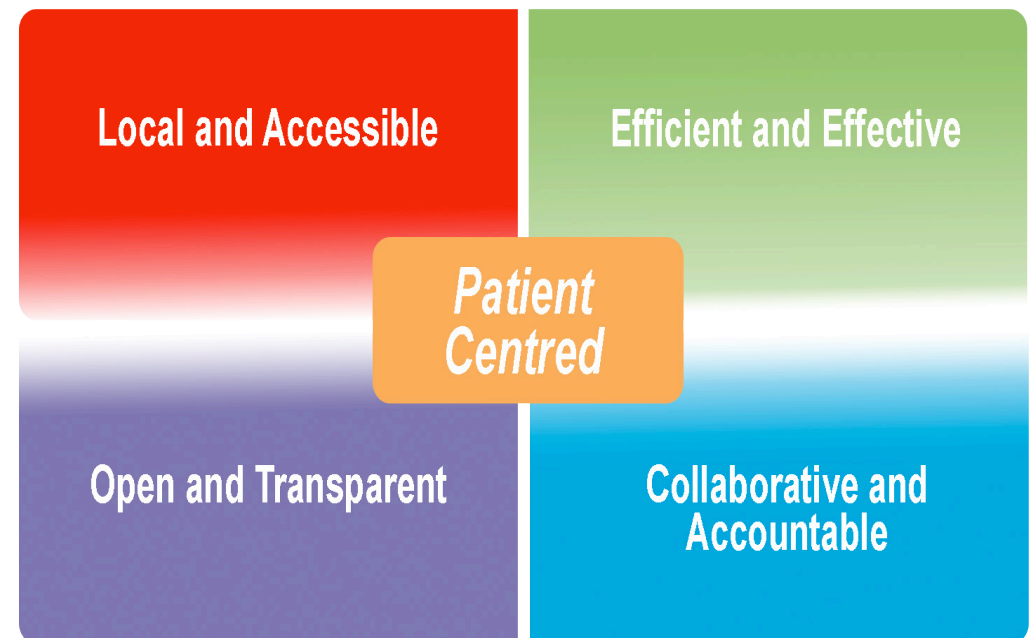 Local and Accessible
Efficient and Effective
Patient
Centred
Open and Transparent
Collaborative and
Accountable